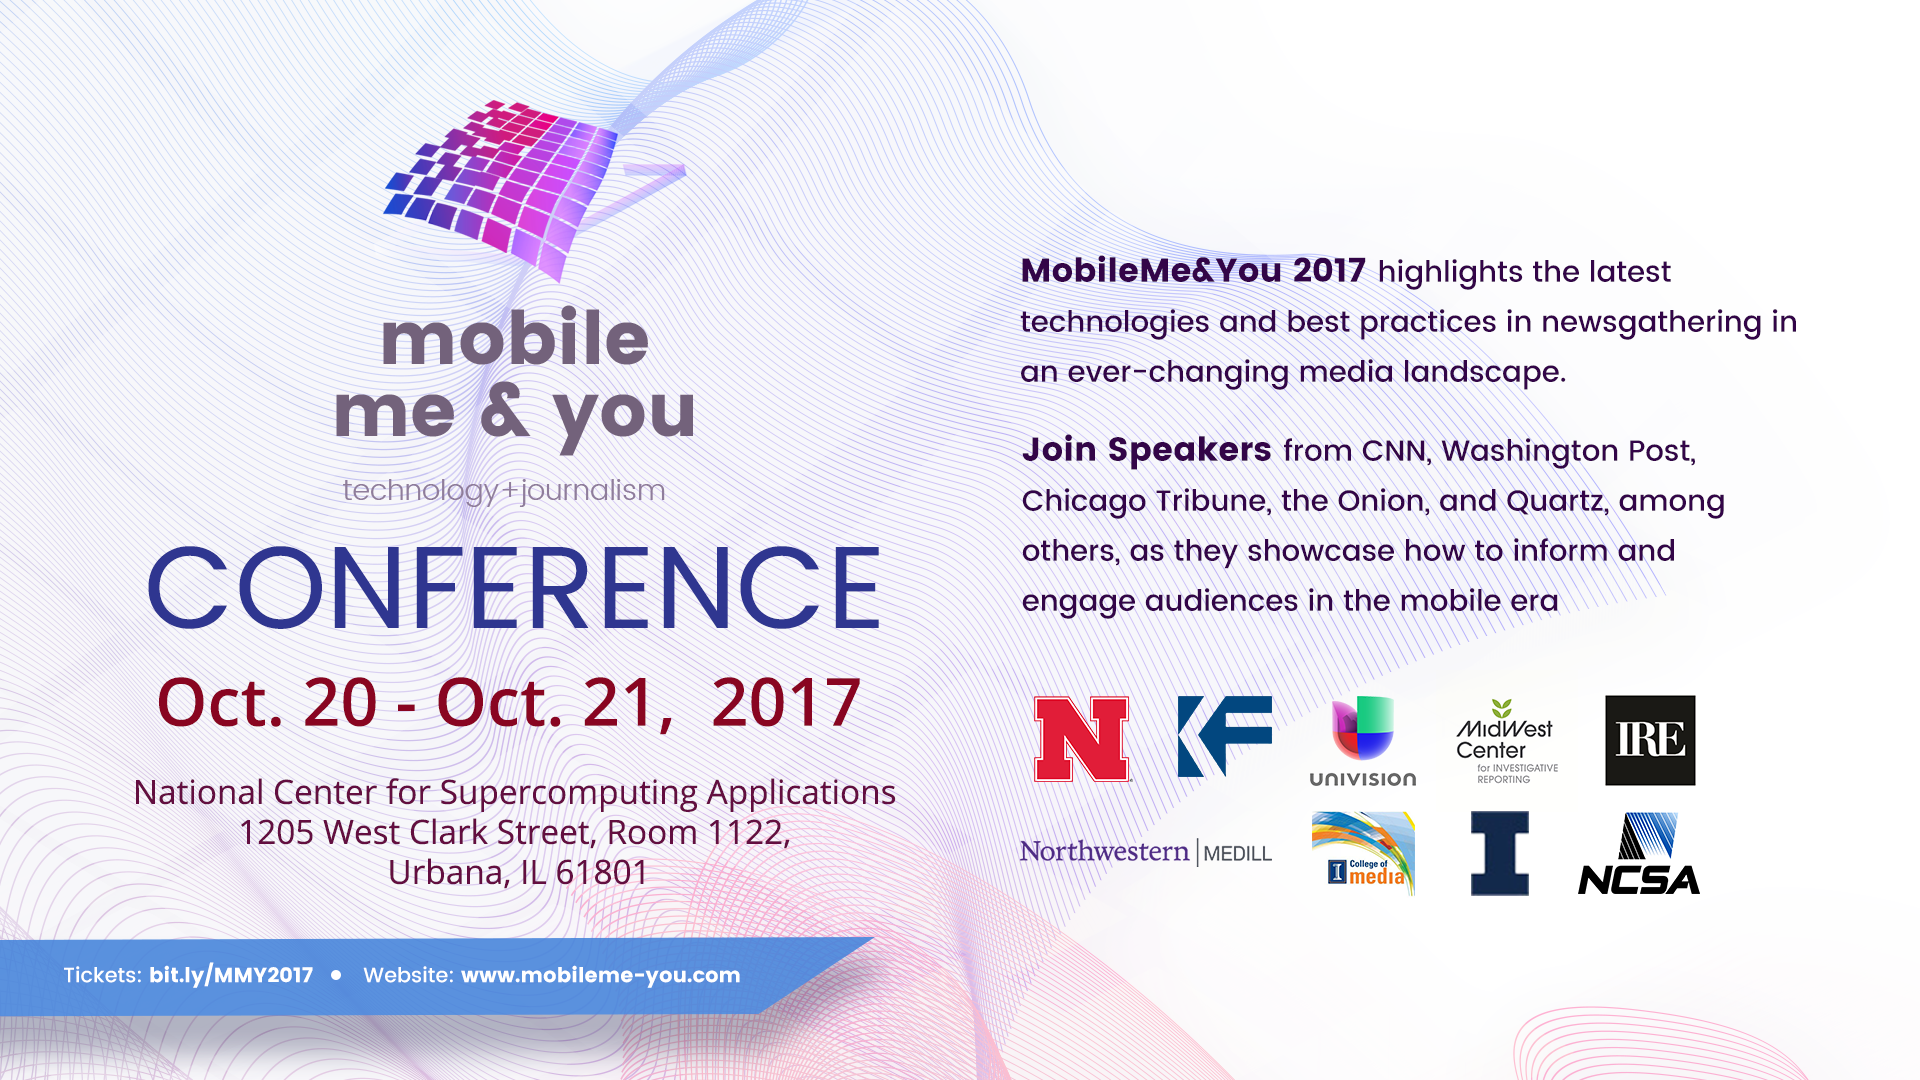 mobile
me & you
technology+journalism
CONFERENCE
Oct. 20 - Oct. 21, 2017
National Center for Supercomputing Applications
1205 West Clark Street, Room 1122,
Urbana, IL 61801
Tickets: bit.ly/MMY2017 • Website: www.mobileme-you.com
MobileMe&You 2017 highlights the latest
technologies and best practices in newsgathering in
an ever-changing media landscape.
Join Speakers from CNN, Washington Post,
Chicago Tribune, the Onion, and Quartz, among
others, as they showcase how to inform and
engage audiences in the mobile era
N
KF
UNIVISION
MidWest
Center
for INVESTIGATIVE
REPORTING
IRE
Northwestern | MEDILL
I College of
media
I
NCSA